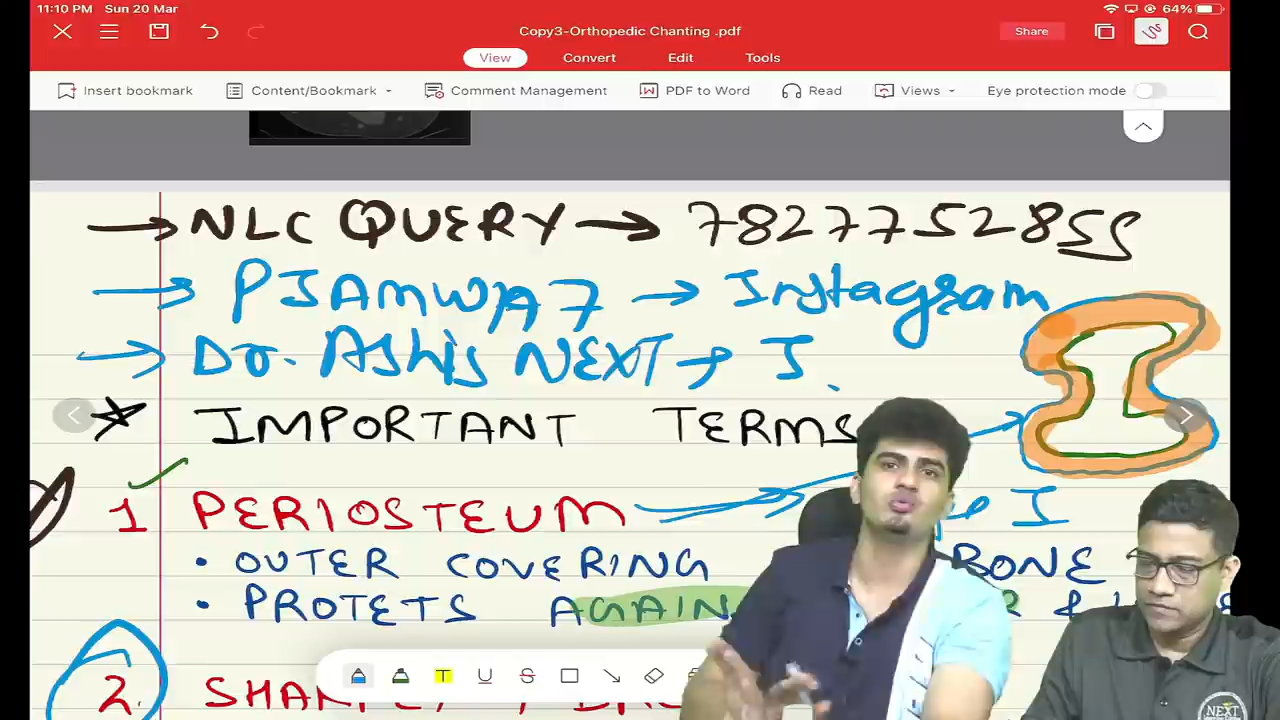 11:10 PM Sun 20 Mar 64%
Copy3-Orthopedic Chanting .pdf
Share
View Convert Edit Tools
Insert bookmark Content/Bookmark Comment Management PDF to Word Read Views Eye protection mode
→ NLC QUERY → 7827752855
→ PJAMWA7 → Instagram
→ Dr. Ashis NEXT → I.
★ IMPORTANT TERMS
1 PERIOSTEUM → I
• OUTER COVERING BONE
• PROTETS AGAIN &
2.
T
NEXT